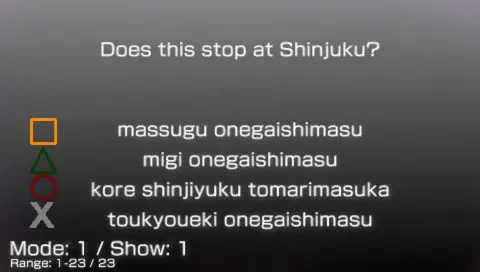 Does this stop at Shinjuku?
massugu onegaishimasu
migi onegaishimasu
kore shinjiyuku tomarimasuka
toukyoueki onegaishimasu
Mode: 1 / Show: 1
Range: 1-23 / 23